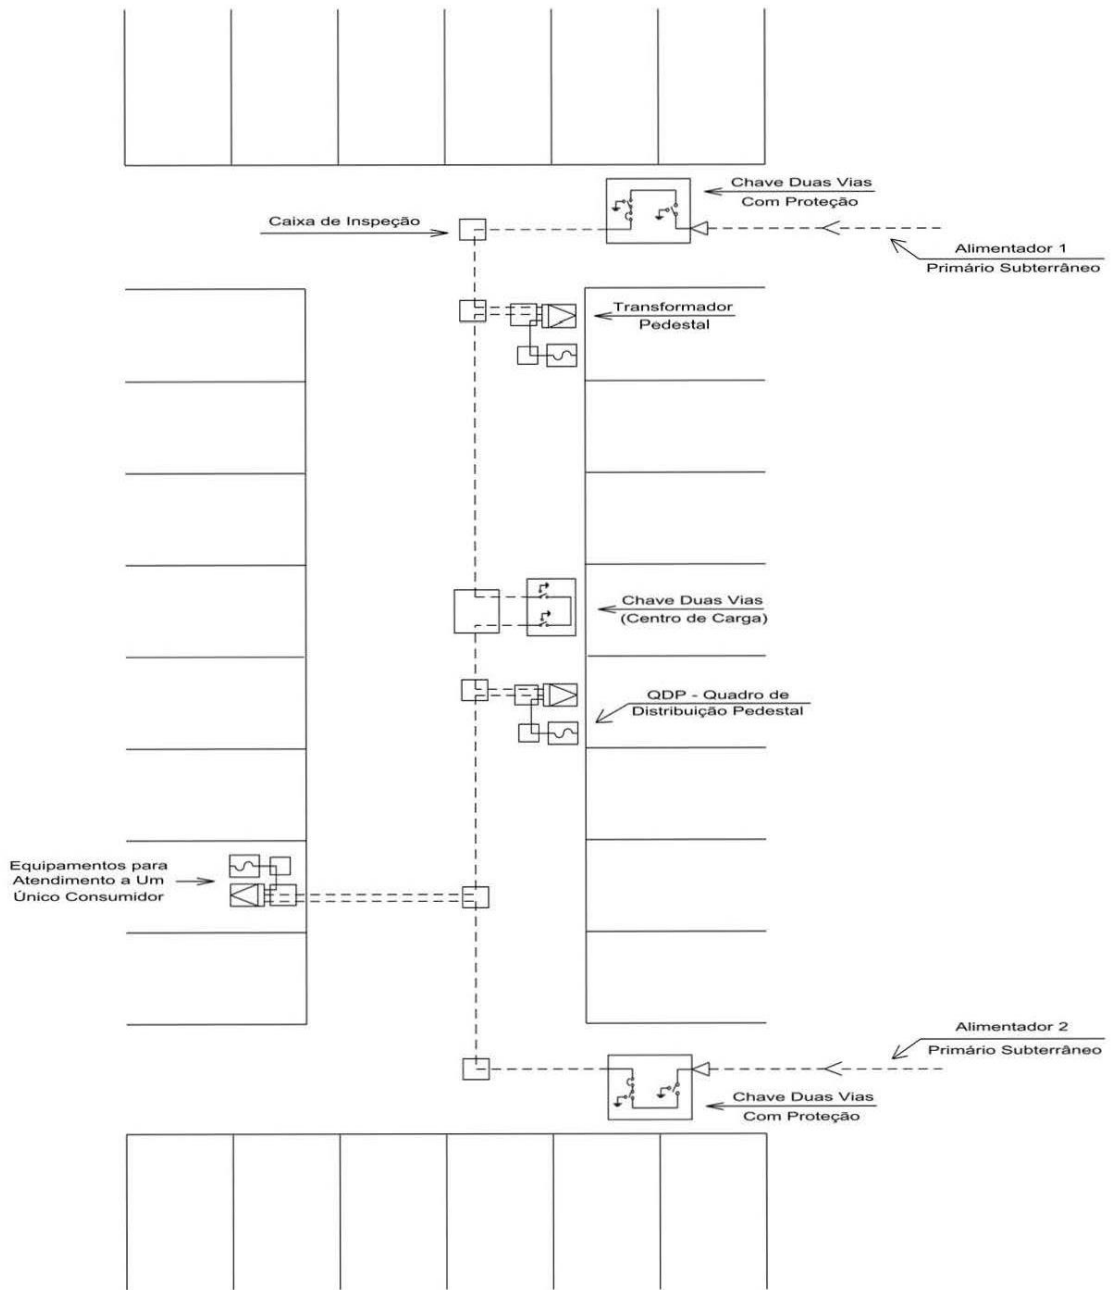 Chave Duas Vias
Com Proteção
Caixa de Inspeção
Alimentador 1
Primário Subterrâneo
Transformador
Pedestal
Chave Duas Vias
(Centro de Carga)
QDP - Quadro de
Distribuição Pedestal
Equipamentos para
Atendimento a Um
Único Consumidor
Alimentador 2
Primário Subterrâneo
Chave Duas Vias
Com Proteção